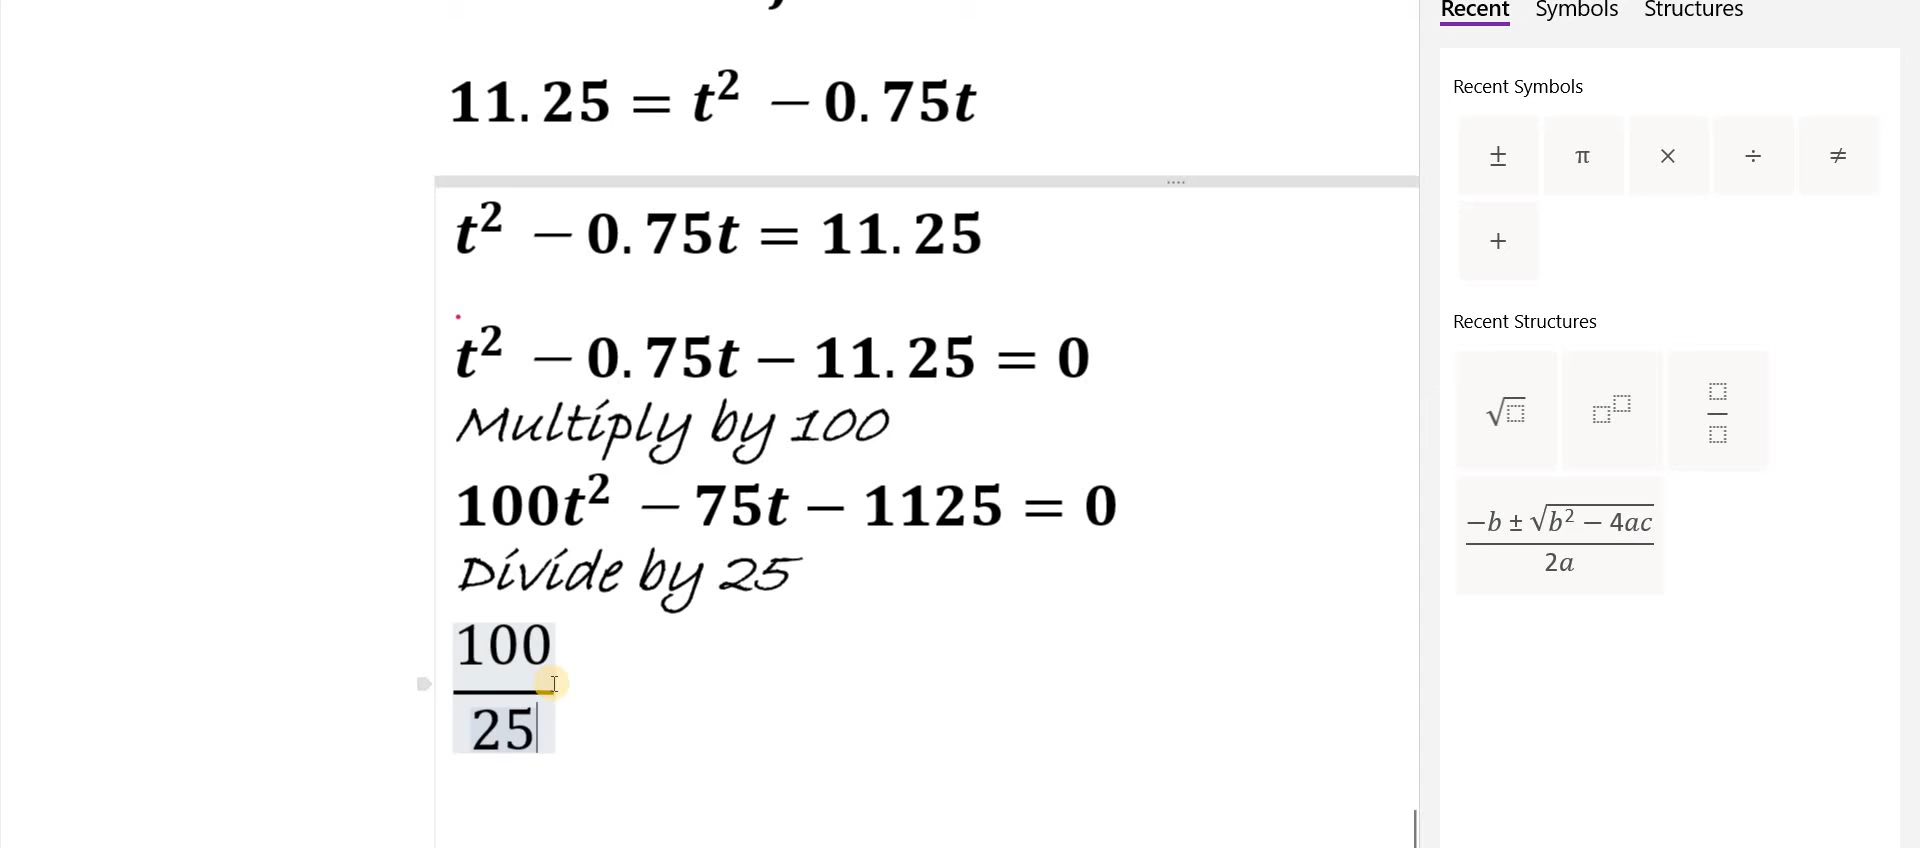 11.25 = t² − 0.75t
t² − 0.75t = 11.25
t² − 0.75t − 11.25 = 0
Multiply by 100
100t² − 75t − 1125 = 0
Divide by 25
100
25
Recent Symbols Structures
Recent Symbols
± π × ÷ ≠
+
Recent Structures
√
−b ± √b² − 4ac
2a